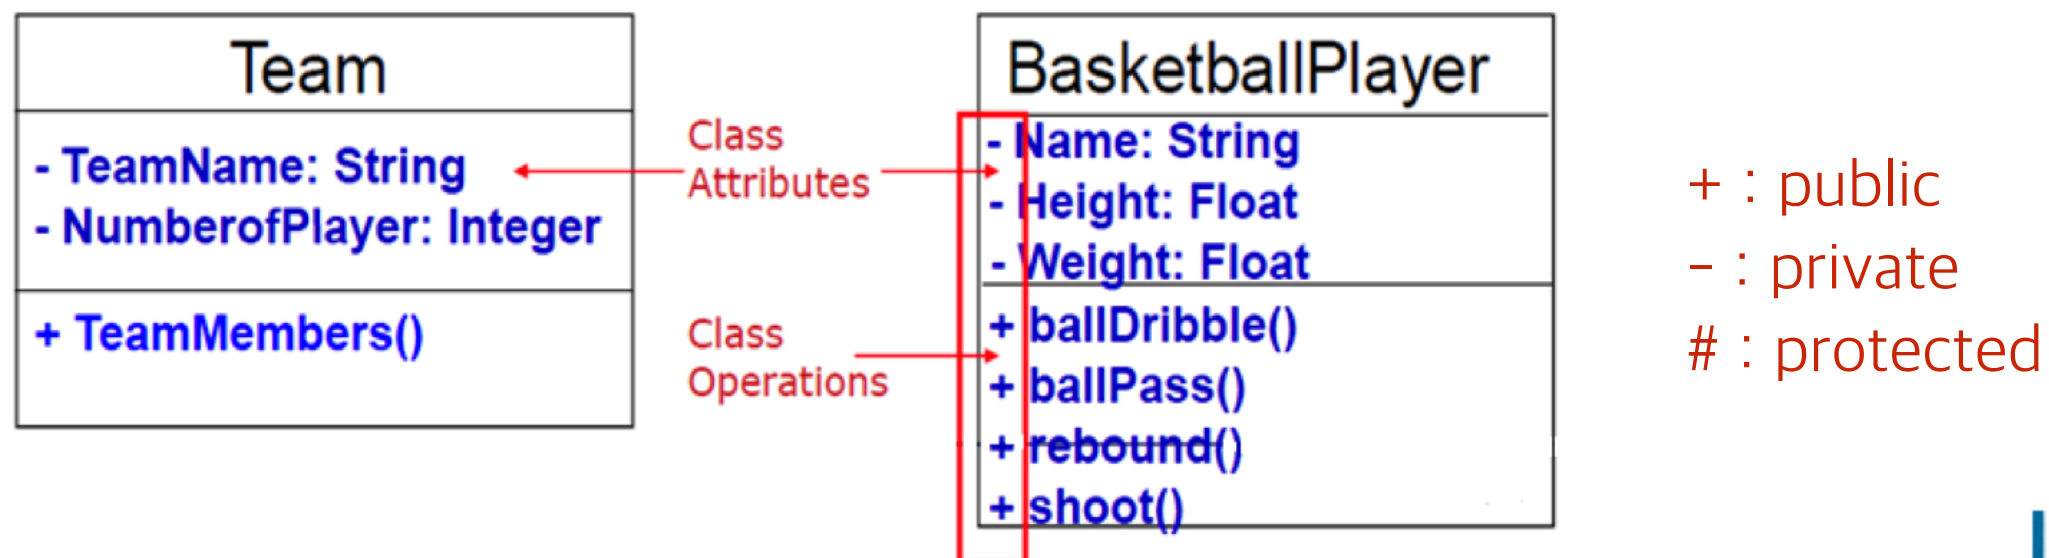 Team
- TeamName: String
- NumberofPlayer: Integer
+ TeamMembers()
Class
Attributes
Class
Operations
BasketballPlayer
- Name: String
- Height: Float
- Weight: Float
+ ballDribble()
+ ballPass()
+ rebound()
+ shoot()
+ : public
- : private
# : protected